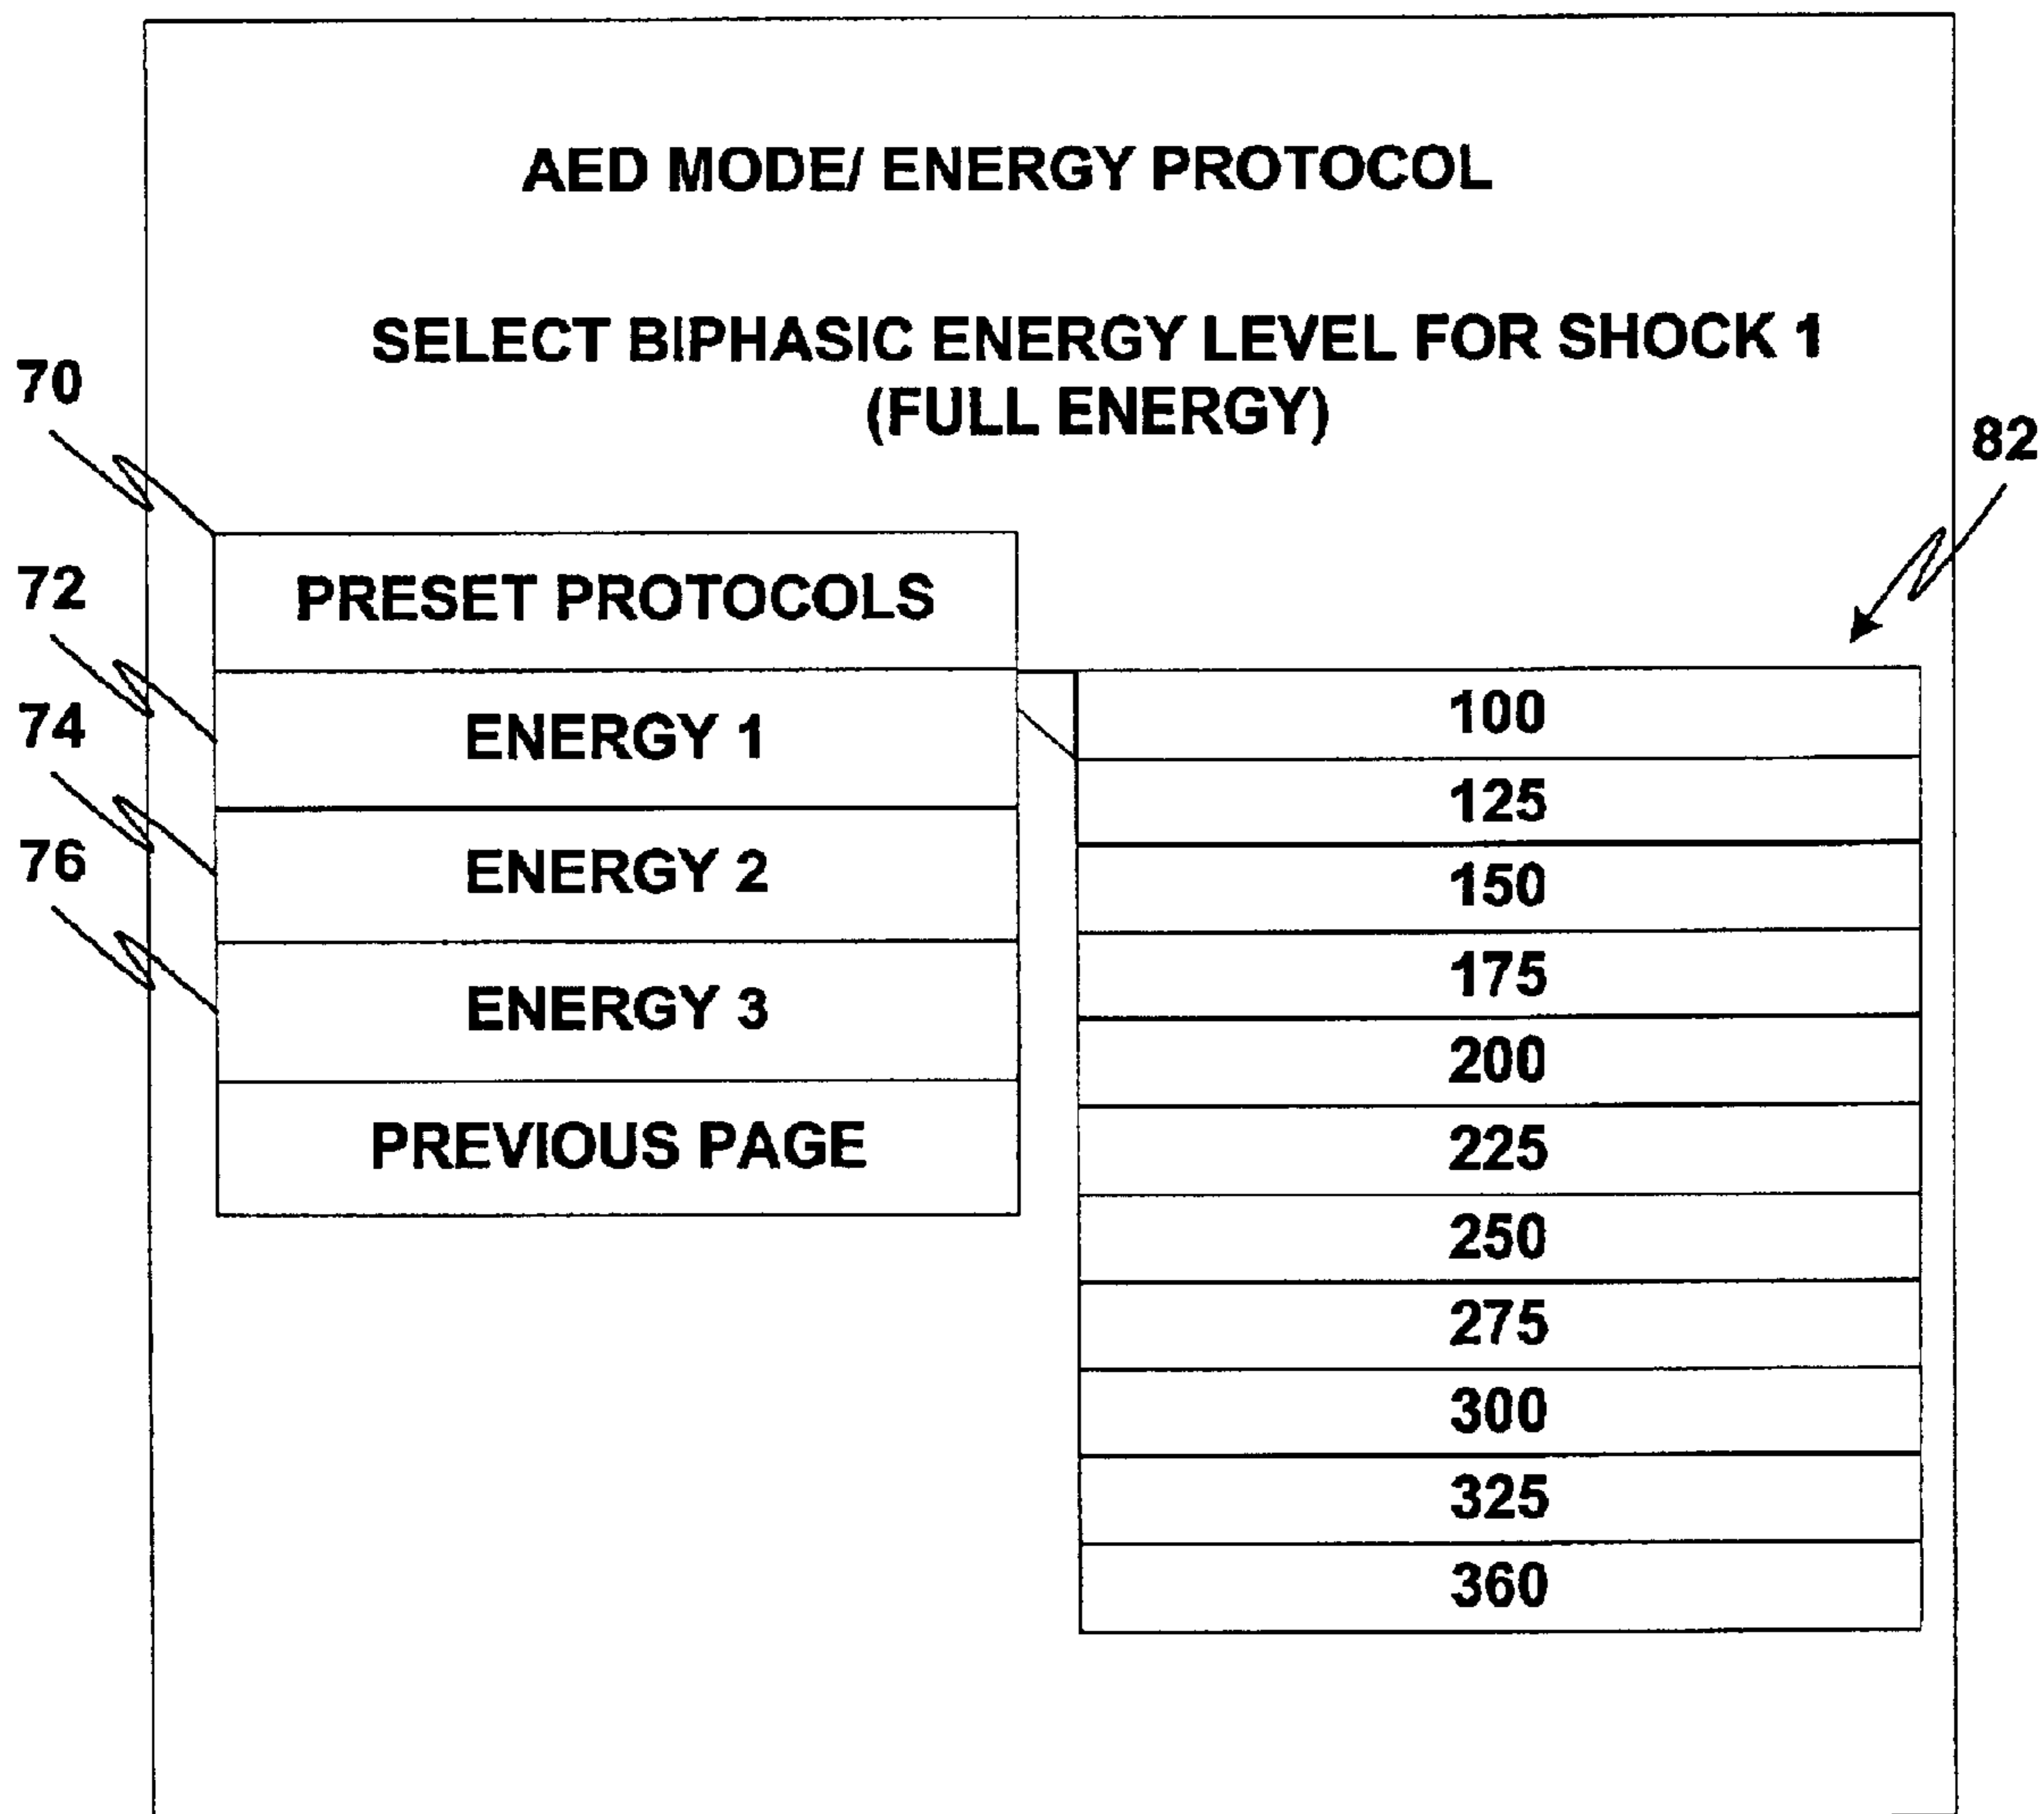 AED MODE/ ENERGY PROTOCOL
SELECT BIPHASIC ENERGY LEVEL FOR SHOCK 1
(FULL ENERGY)
70
82
PRESET PROTOCOLS
72
ENERGY 1
74
ENERGY 2
76
ENERGY 3
PREVIOUS PAGE
100
125
150
175
200
225
250
275
300
325
360